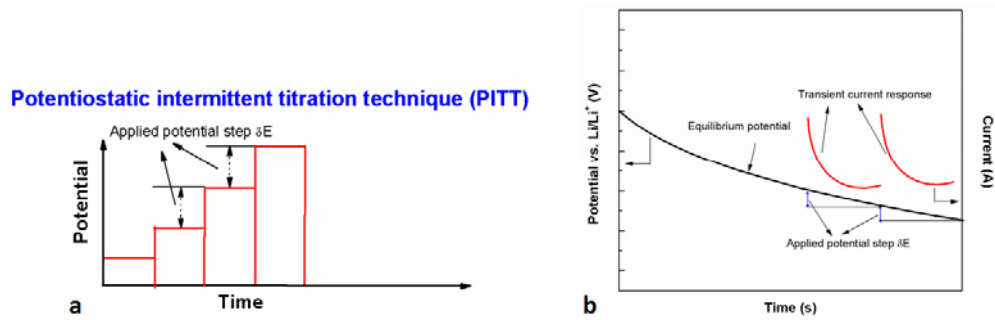 Potentiostatic intermittent titration technique (PITT)
Applied potential step δE
Potential
Time
a
Potential vs. Li/Li⁺ (V)
Transient current response
Equilibrium potential
Current (A)
Applied potential step δE
Time (s)
b